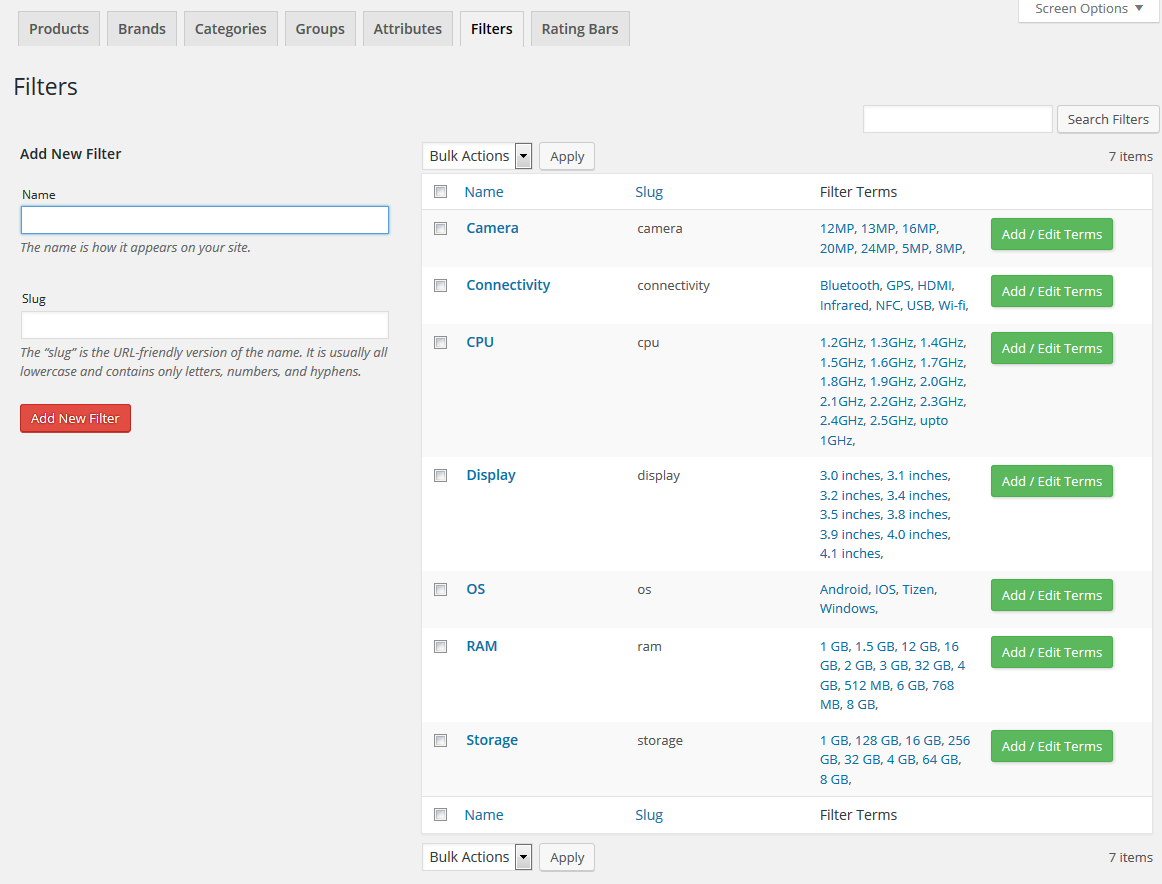 Products Brands Categories Groups Attributes Filters Rating Bars
Screen Options
Filters
Search Filters
Add New Filter
Name
The name is how it appears on your site.
Slug
The “slug” is the URL-friendly version of the name. It is usually all
lowercase and contains only letters, numbers, and hyphens.
Add New Filter
Bulk Actions Apply 7 items
Name Slug Filter Terms
Camera camera 12MP, 13MP, 16MP, Add / Edit Terms
20MP, 24MP, 5MP, 8MP,
Connectivity connectivity Bluetooth, GPS, HDMI, Add / Edit Terms
Infrared, NFC, USB, Wi-fi,
CPU cpu 1.2GHz, 1.3GHz, 1.4GHz, Add / Edit Terms
1.5GHz, 1.6GHz, 1.7GHz,
1.8GHz, 1.9GHz, 2.0GHz,
2.1GHz, 2.2GHz, 2.3GHz,
2.4GHz, 2.5GHz, upto
1GHz,
Display display 3.0 inches, 3.1 inches, Add / Edit Terms
3.2 inches, 3.4 inches,
3.5 inches, 3.8 inches,
3.9 inches, 4.0 inches,
4.1 inches,
OS os Android, IOS, Tizen, Add / Edit Terms
Windows,
RAM ram 1 GB, 1.5 GB, 12 GB, 16 Add / Edit Terms
GB, 2 GB, 3 GB, 32 GB, 4
GB, 512 MB, 6 GB, 768
MB, 8 GB,
Storage storage 1 GB, 128 GB, 16 GB, 256 Add / Edit Terms
GB, 32 GB, 4 GB, 64 GB,
8 GB,
Name Slug Filter Terms
Bulk Actions Apply 7 items